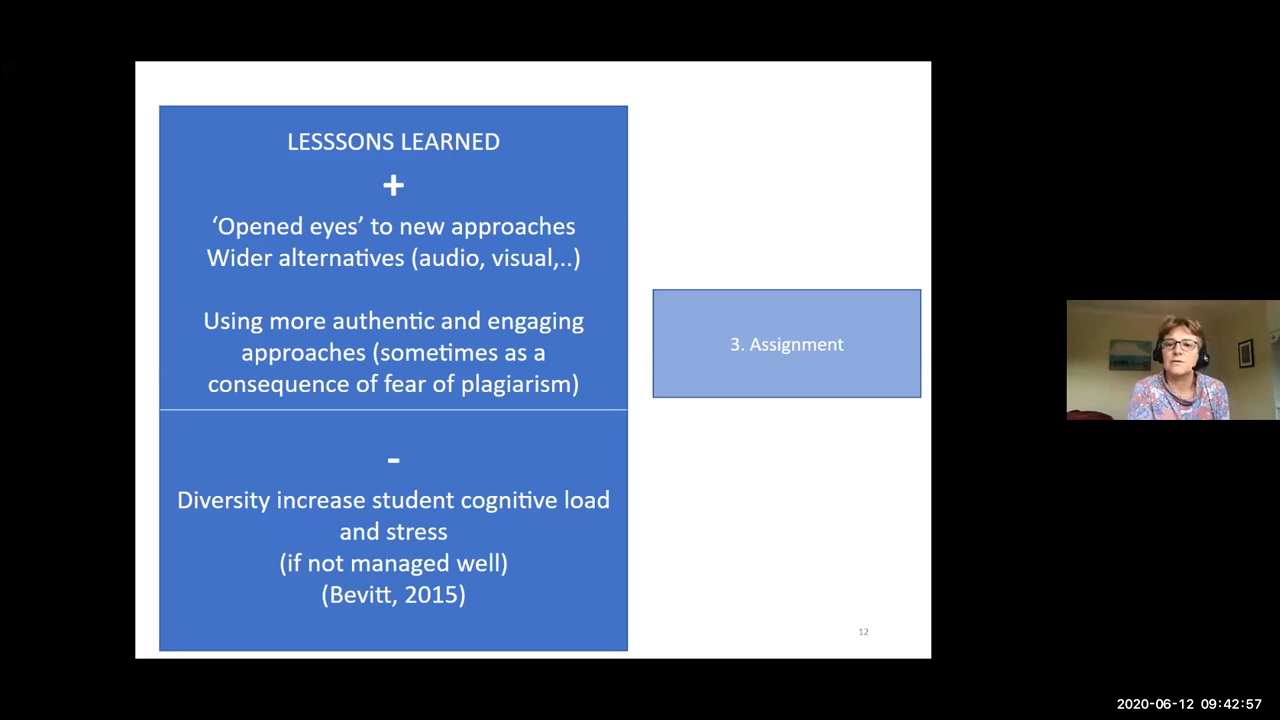 LESSSONS LEARNED
+
‘Opened eyes’ to new approaches
Wider alternatives (audio, visual,..)
Using more authentic and engaging
approaches (sometimes as a
consequence of fear of plagiarism)
-
Diversity increase student cognitive load
and stress
(if not managed well)
(Bevitt, 2015)
3. Assignment
12
2020-06-12 09:42:57